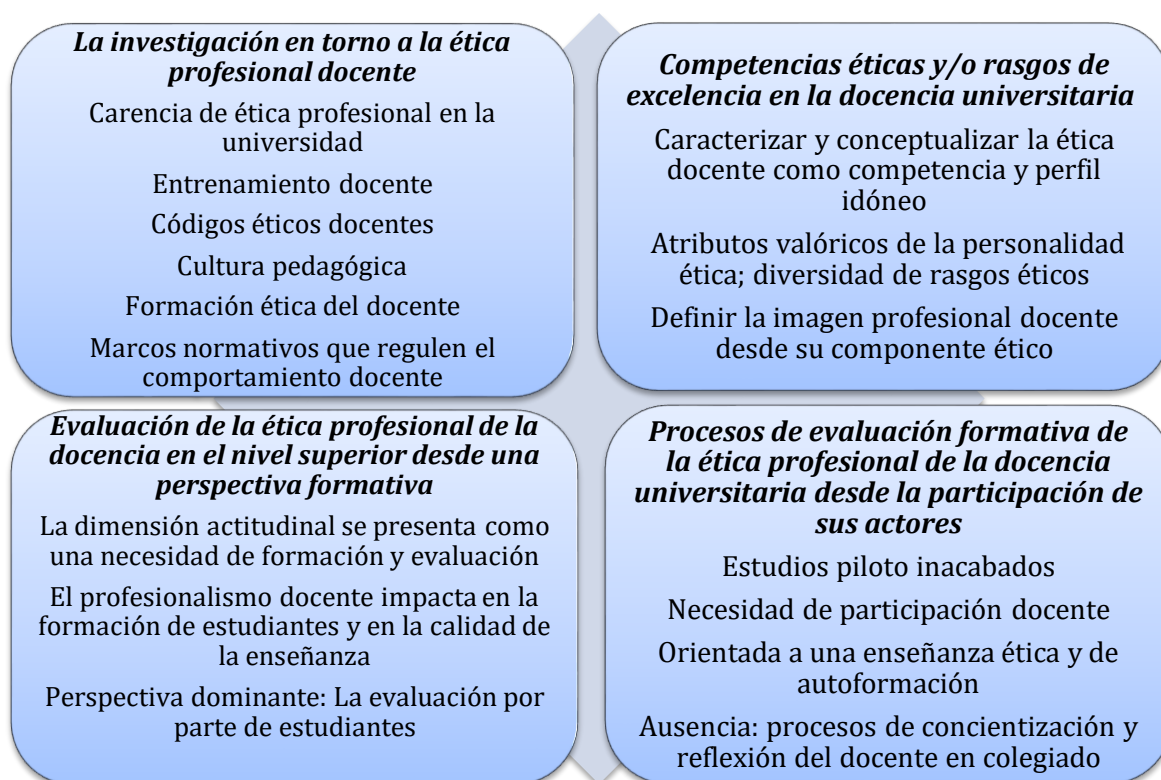 La investigación en torno a la ética
profesional docente
Carencia de ética profesional en la
universidad
Entrenamiento docente
Códigos éticos docentes
Cultura pedagógica
Formación ética del docente
Marcos normativos que regulen el
comportamiento docente
Competencias éticas y/o rasgos de
excelencia en la docencia universitaria
Caracterizar y conceptualizar la ética
docente como competencia y perfil
idóneo
Atributos valóricos de la personalidad
ética; diversidad de rasgos éticos
Definir la imagen profesional docente
desde su componente ético
Evaluación de la ética profesional de la
docencia en el nivel superior desde una
perspectiva formativa
La dimensión actitudinal se presenta como
una necesidad de formación y evaluación
El profesionalismo docente impacta en la
formación de estudiantes y en la calidad de
la enseñanza
Perspectiva dominante: La evaluación por
parte de estudiantes
Procesos de evaluación formativa de
la ética profesional de la docencia
universitaria desde la participación de
sus actores
Estudios piloto inacabados
Necesidad de participación docente
Orientada a una enseñanza ética y de
autoformación
Ausencia: procesos de concientización y
reflexión del docente en colegiado